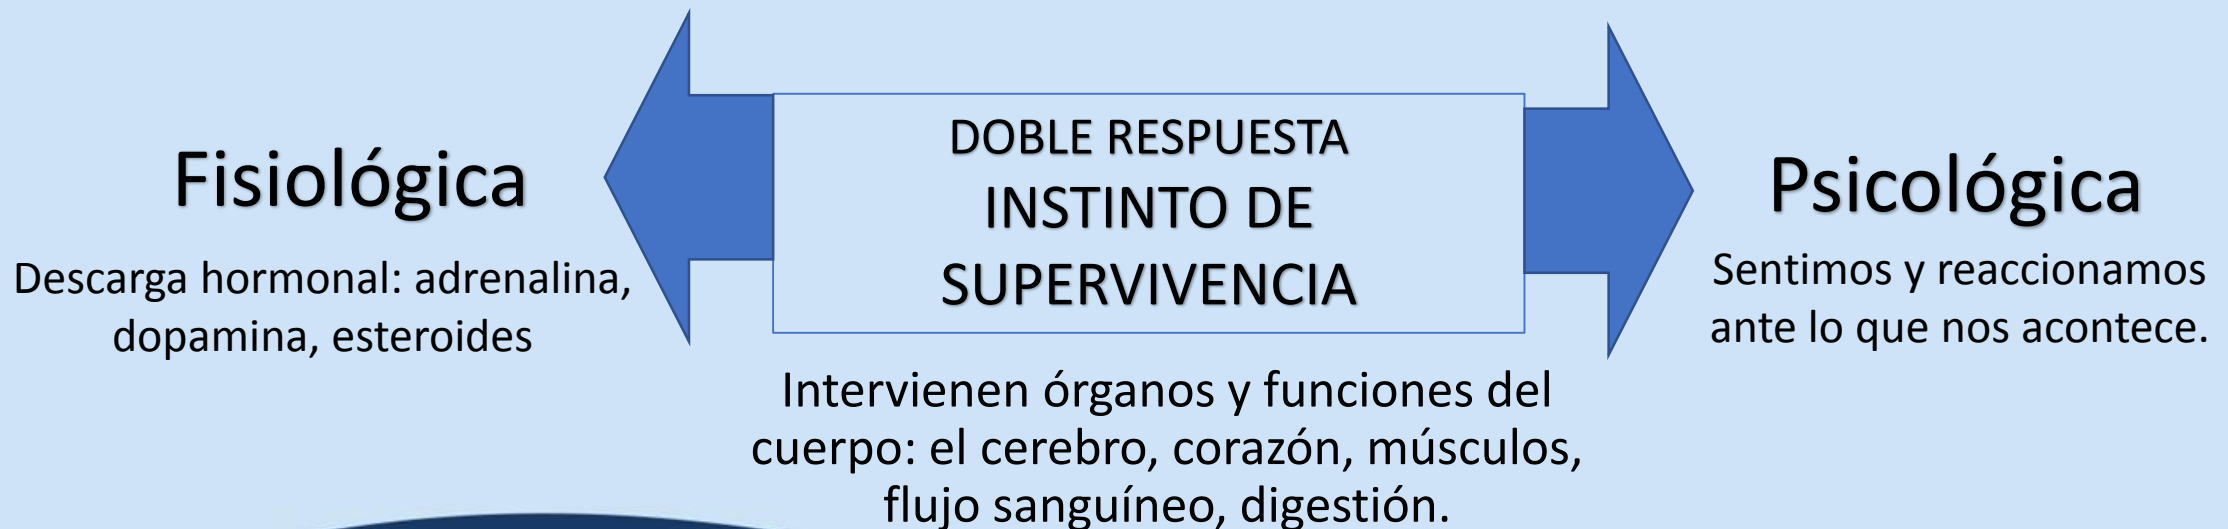 Fisiológica
Descarga hormonal: adrenalina,
dopamina, esteroides
DOBLE RESPUESTA
INSTINTO DE
SUPERVIVENCIA
Intervienen órganos y funciones del
cuerpo: el cerebro, corazón, músculos,
flujo sanguíneo, digestión.
Psicológica
Sentimos y reaccionamos
ante lo que nos acontece.